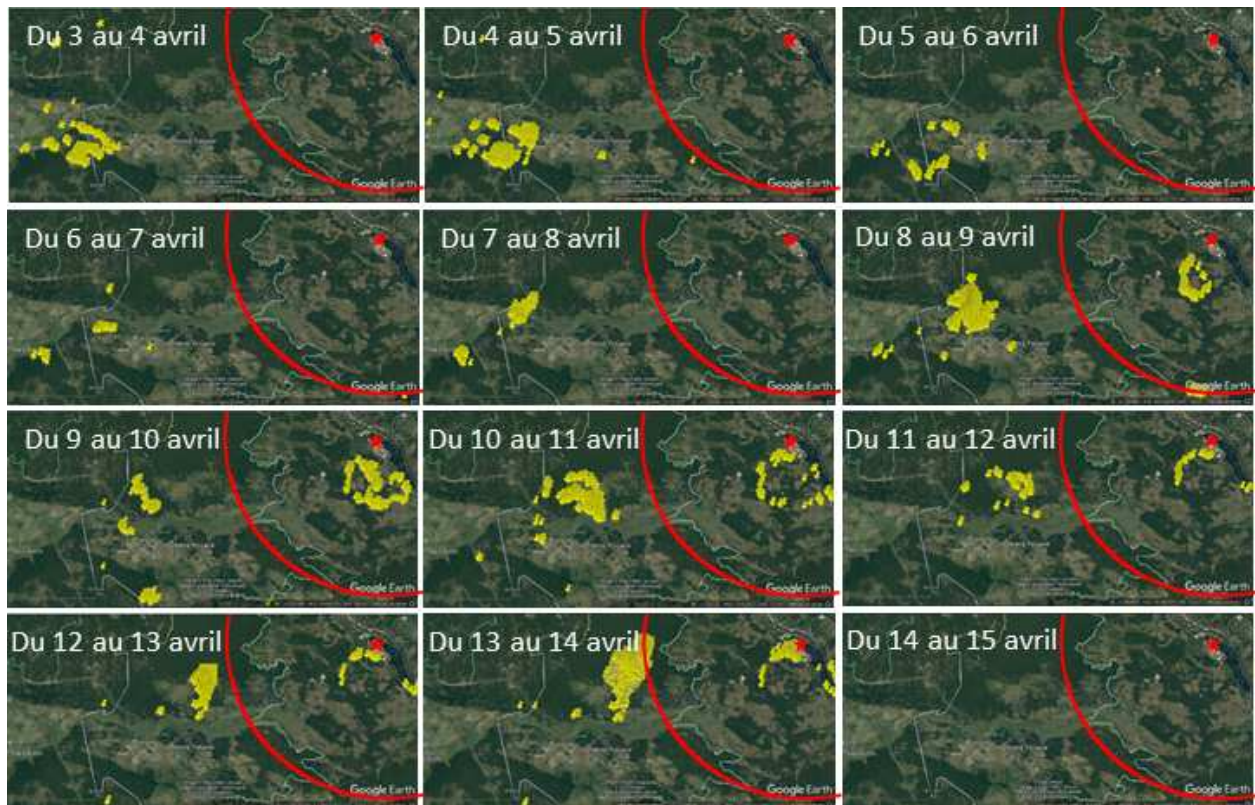 Du 3 au 4 avril
Du 4 au 5 avril
Du 5 au 6 avril
Google Earth
Google Earth
Google Earth
Du 6 au 7 avril
Du 7 au 8 avril
Du 8 au 9 avril
Google Earth
Google Earth
Google Earth
Du 9 au 10 avril
Du 10 au 11 avril
Du 11 au 12 avril
Google Earth
Google Earth
Google Earth
Du 12 au 13 avril
Du 13 au 14 avril
Du 14 au 15 avril
Google Earth
Google Earth
Google Earth